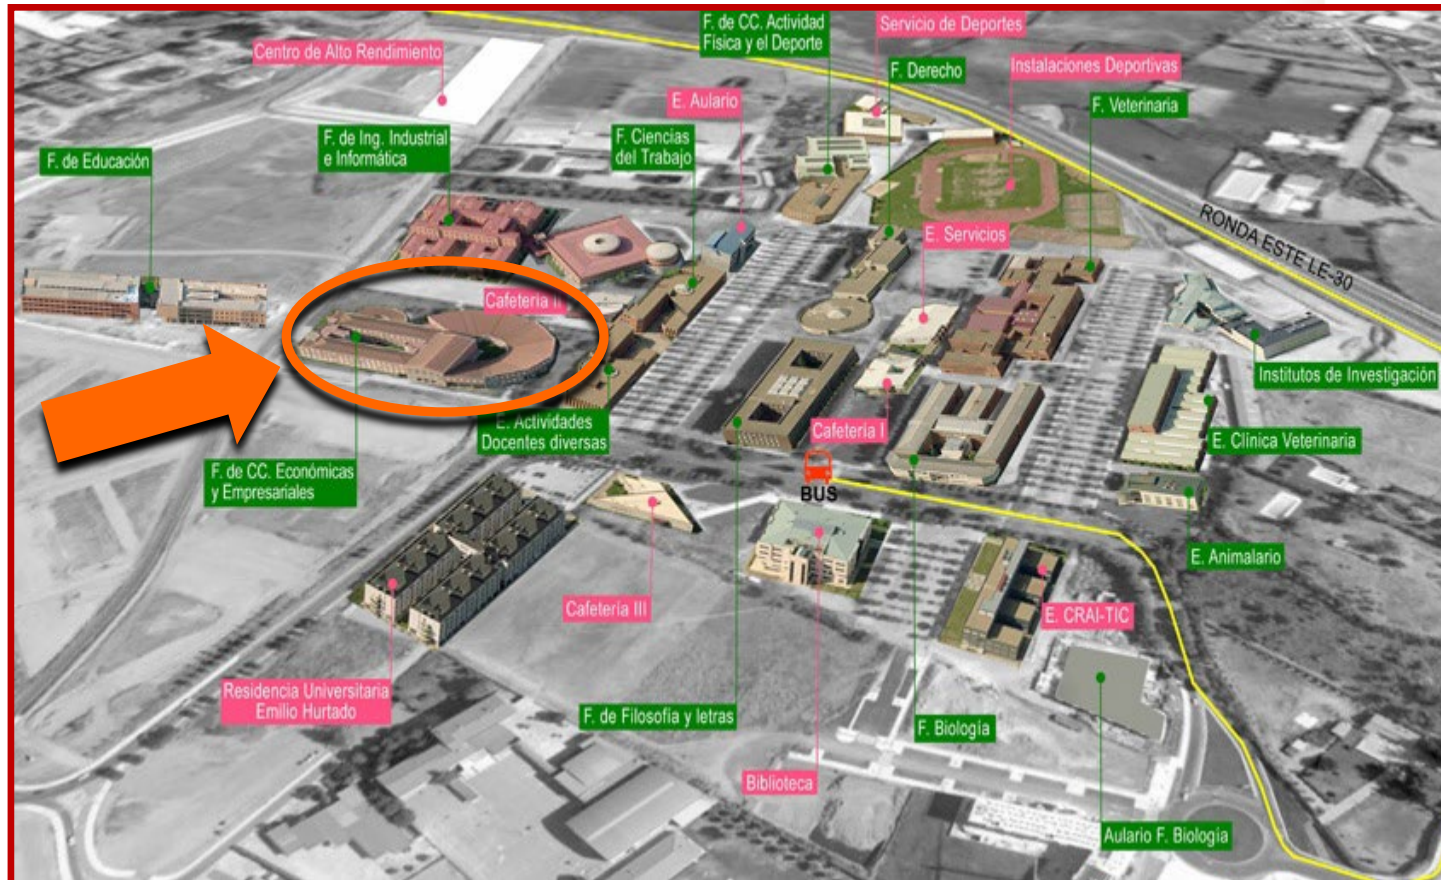 F. de CC. Actividad
Física y el Deporte
Servicio de Deportes
Centro de Alto Rendimiento
F. Derecho
Instalaciones Deportivas
E. Aulario
F. Veterinaria
F. de Ing. Industrial
e Informática
F. Ciencias
del Trabajo
F. de Educación
RONDA ESTE LE-30
E. Servicios
Cafetería II
Institutos de Investigación
E. Actividades
Docentes diversas
Cafetería I
E. Clínica Veterinaria
F. de CC. Económicas
y Empresariales
BUS
E. Animalario
Cafetería III
E. CRAI-TIC
Residencia Universitaria
Emilio Hurtado
F. de Filosofía y letras
F. Biología
Biblioteca
Aulario F. Biología